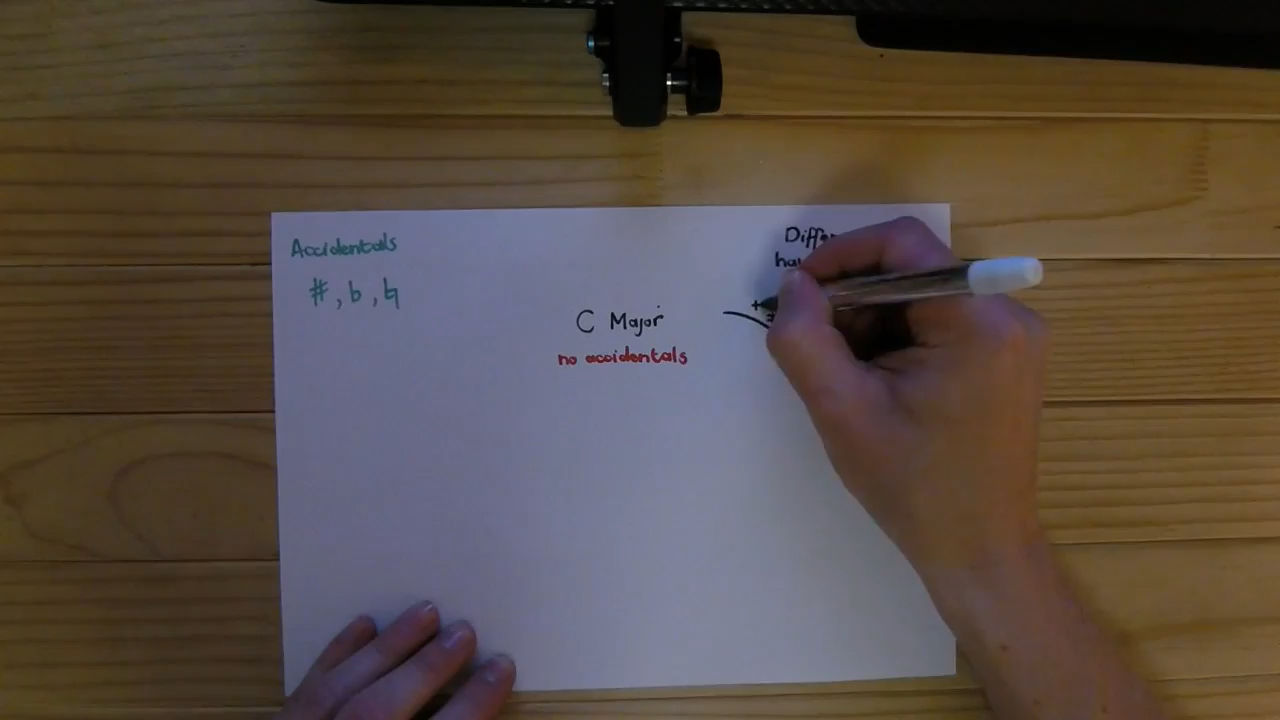 Accidentals
#, b, ♮
C Major
no accidentals
+